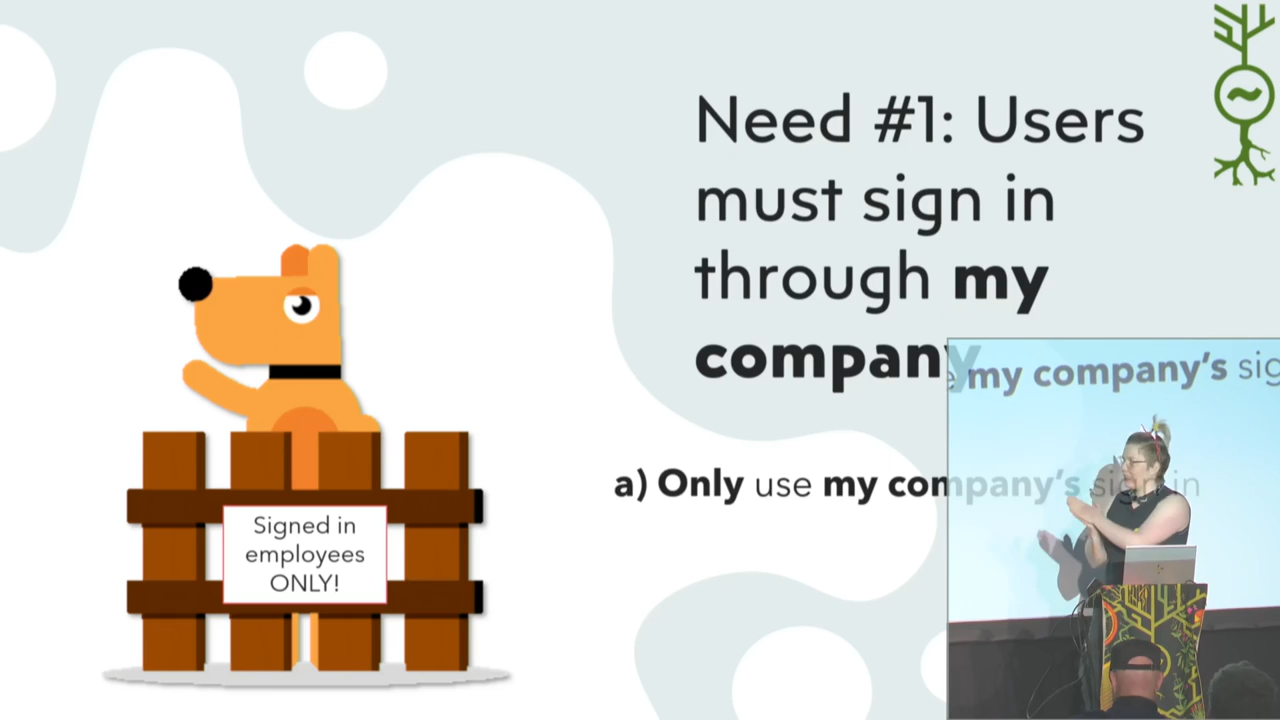 Need #1: Users
must sign in
through my
company
a) Only use my company's sign in
Signed in
employees
ONLY!
my company's sig